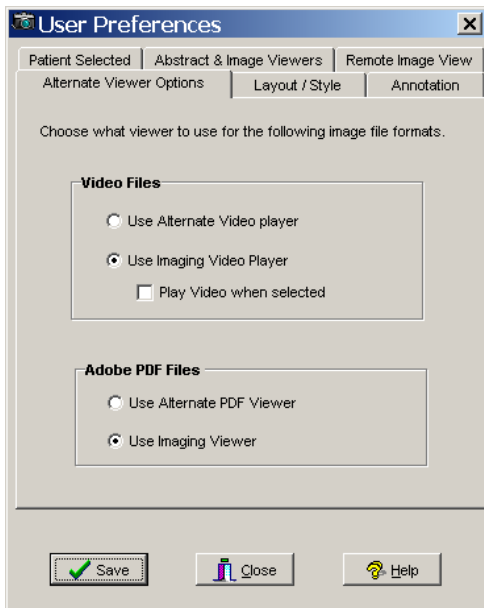 User Preferences
Patient Selected Abstract & Image Viewers Remote Image View
Alternate Viewer Options Layout / Style Annotation
Choose what viewer to use for the following image file formats.
Video Files
Use Alternate Video player
Use Imaging Video Player
Play Video when selected
Adobe PDF Files
Use Alternate PDF Viewer
Use Imaging Viewer
Save Close Help